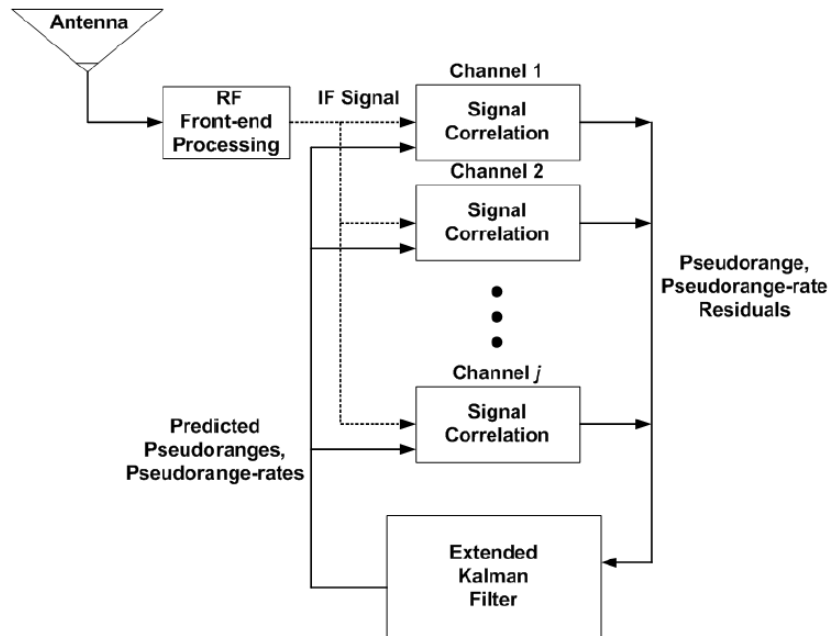 Antenna
RF
Front-end
Processing
IF Signal
Channel 1
Signal
Correlation
Channel 2
Signal
Correlation
Pseudorange,
Pseudorange-rate
Residuals
Channel j
Signal
Correlation
Predicted
Pseudoranges,
Pseudorange-rates
Extended
Kalman
Filter